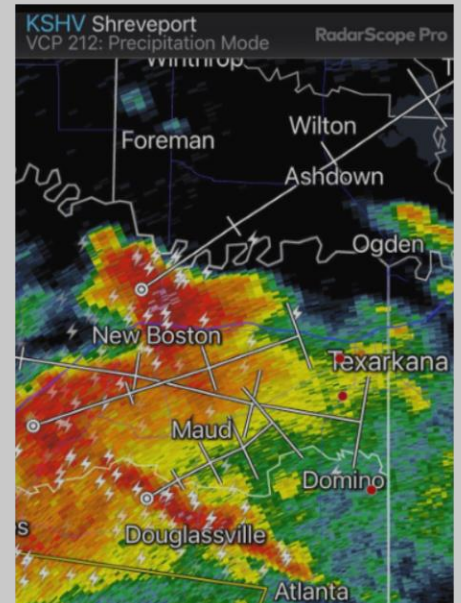 KSHV Shreveport
VCP 212: Precipitation Mode
RadarScope Pro
Winthrop
T
Foreman
Wilton
Ashdown
Ogden
New Boston
Texarkana
Maud
Domino
s
Douglassville
Atlanta